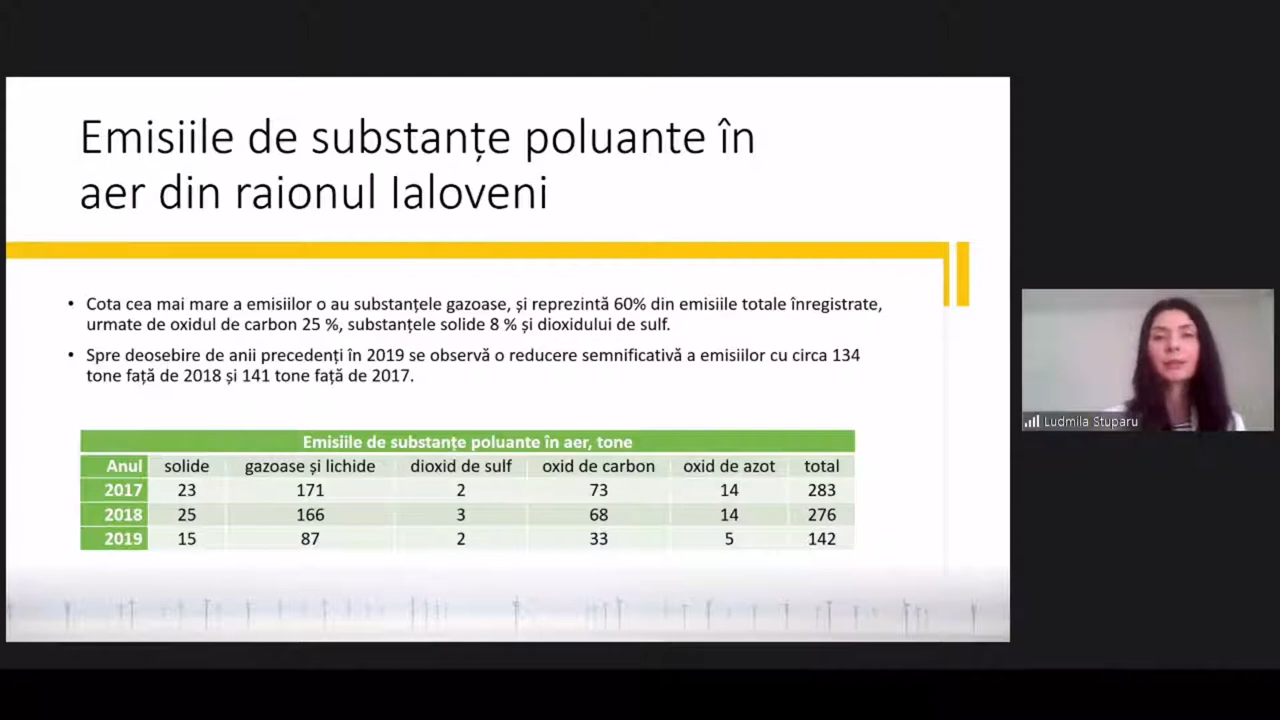 Emisiile de substanțe poluante în
aer din raionul Ialoveni
• Cota cea mai mare a emisiilor o au substanțele gazoase, și reprezintă 60% din emisiile totale înregistrate,
urmate de oxidul de carbon 25 %, substanțele solide 8 % și dioxidului de sulf.
• Spre deosebire de anii precedenți în 2019 se observă o reducere semnificativă a emisiilor cu circa 134
tone față de 2018 și 141 tone față de 2017.
Emisiile de substanțe poluante în aer, tone
Anul solide gazoase și lichide dioxid de sulf oxid de carbon oxid de azot total
2017 23 171 2 73 14 283
2018 25 166 3 68 14 276
2019 15 87 2 33 5 142
Ludmila Stuparu